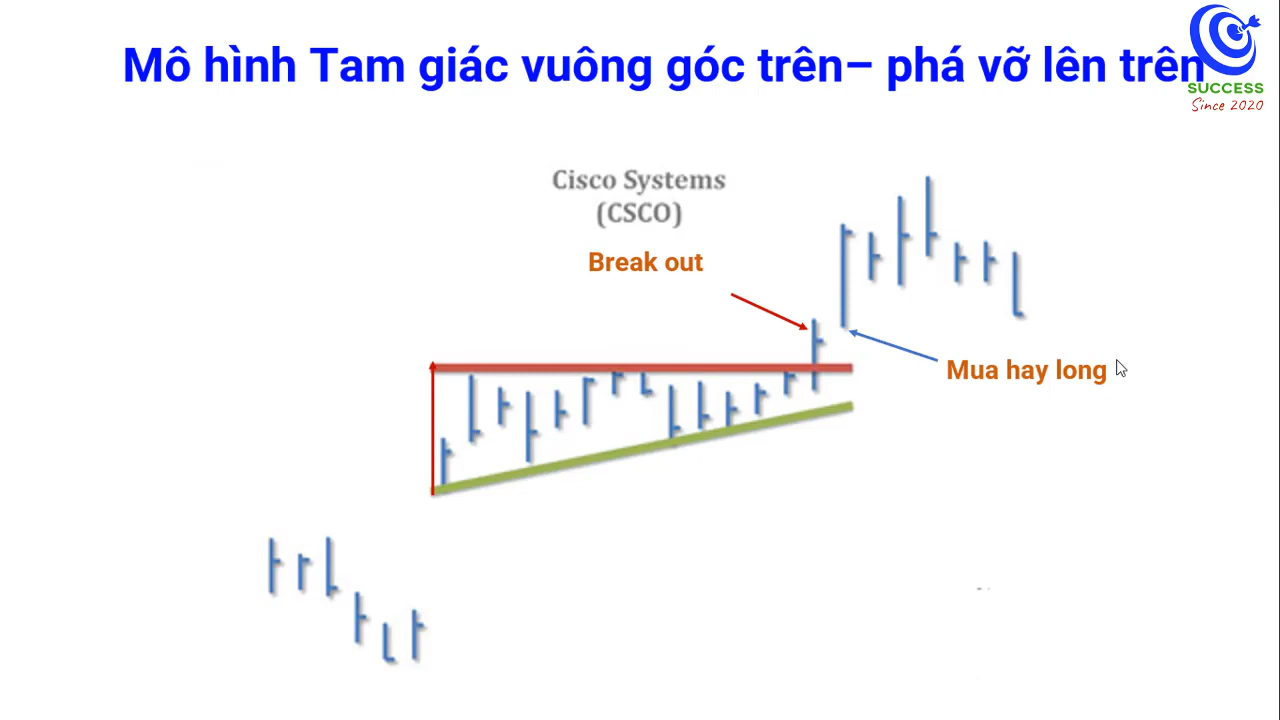 Mô hình Tam giác vuông góc trên– phá vỡ lên trên
SUCCESS
Since 2020
Cisco Systems
(CSCO)
Break out
Mua hay long